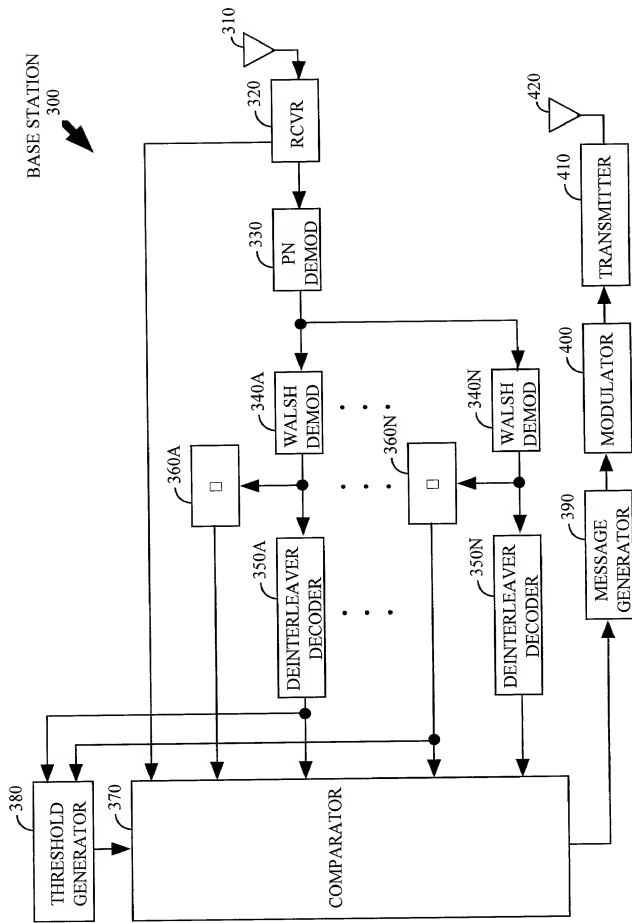 BASE STATION
300
310
320
RCVR
330
PN
DEMOD
340A
WALSH
DEMOD
340N
WALSH
DEMOD
360A
360N
350A
DEINTERLEAVER
DECODER
350N
DEINTERLEAVER
DECODER
380
THRESHOLD
GENERATOR
370
COMPARATOR
390
MESSAGE
GENERATOR
400
MODULATOR
410
TRANSMITTER
420